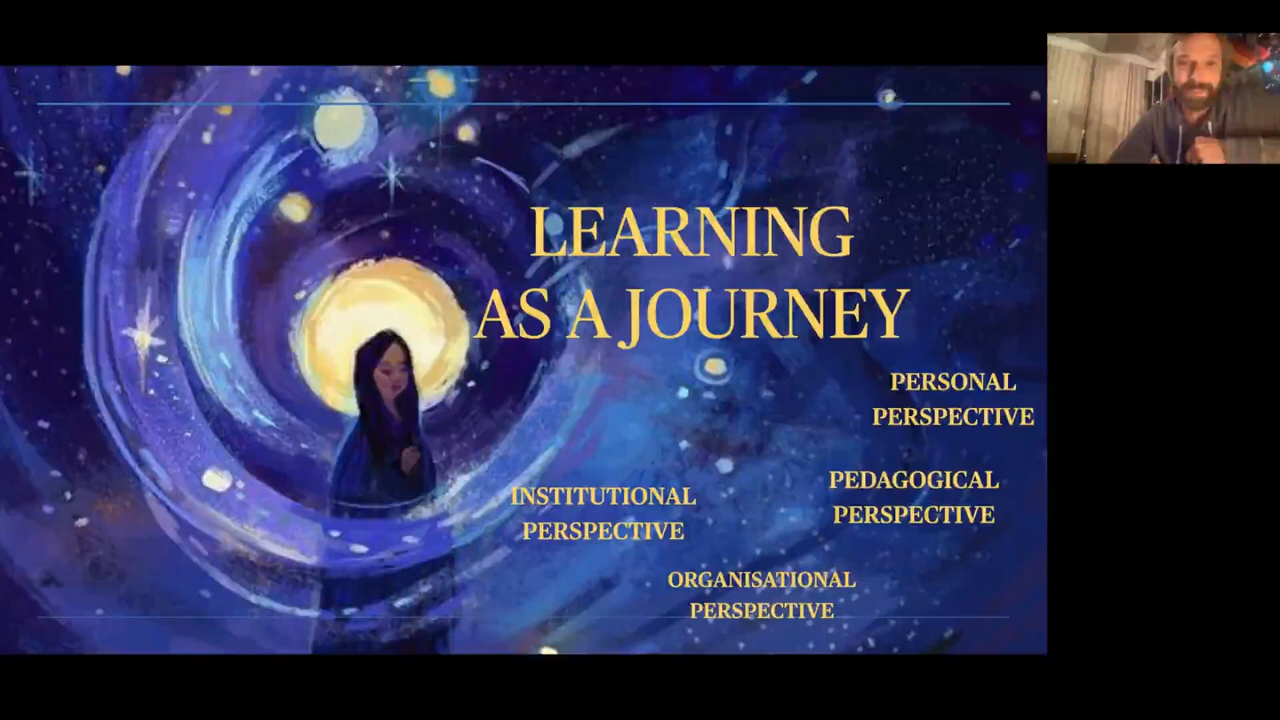 LEARNING
AS A JOURNEY
PERSONAL
PERSPECTIVE
PEDAGOGICAL
PERSPECTIVE
INSTITUTIONAL
PERSPECTIVE
ORGANISATIONAL
PERSPECTIVE